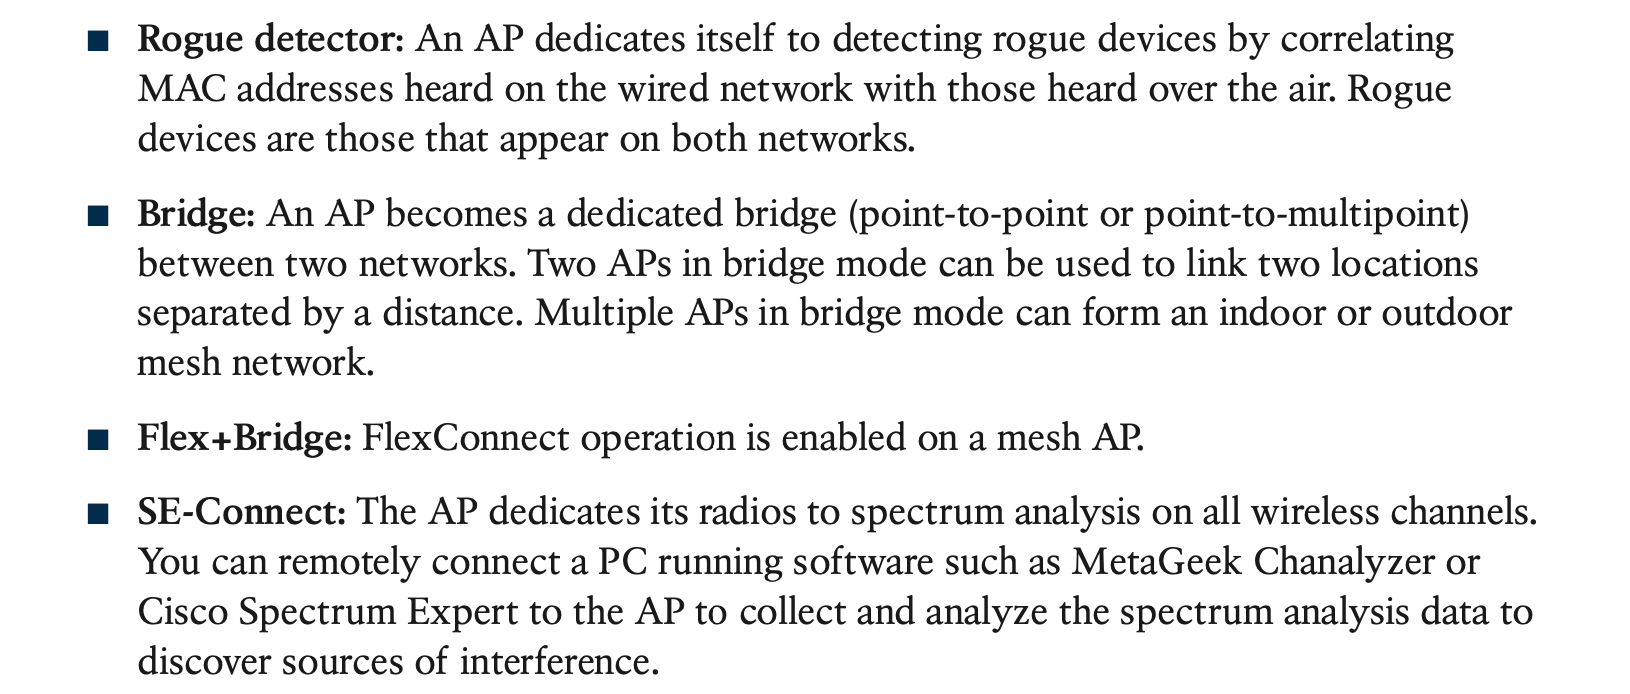 ■ Rogue detector: An AP dedicates itself to detecting rogue devices by correlating
MAC addresses heard on the wired network with those heard over the air. Rogue
devices are those that appear on both networks.
■ Bridge: An AP becomes a dedicated bridge (point-to-point or point-to-multipoint)
between two networks. Two APs in bridge mode can be used to link two locations
separated by a distance. Multiple APs in bridge mode can form an indoor or outdoor
mesh network.
■ Flex+Bridge: FlexConnect operation is enabled on a mesh AP.
■ SE-Connect: The AP dedicates its radios to spectrum analysis on all wireless channels.
You can remotely connect a PC running software such as MetaGeek Chanalyzer or
Cisco Spectrum Expert to the AP to collect and analyze the spectrum analysis data to
discover sources of interference.